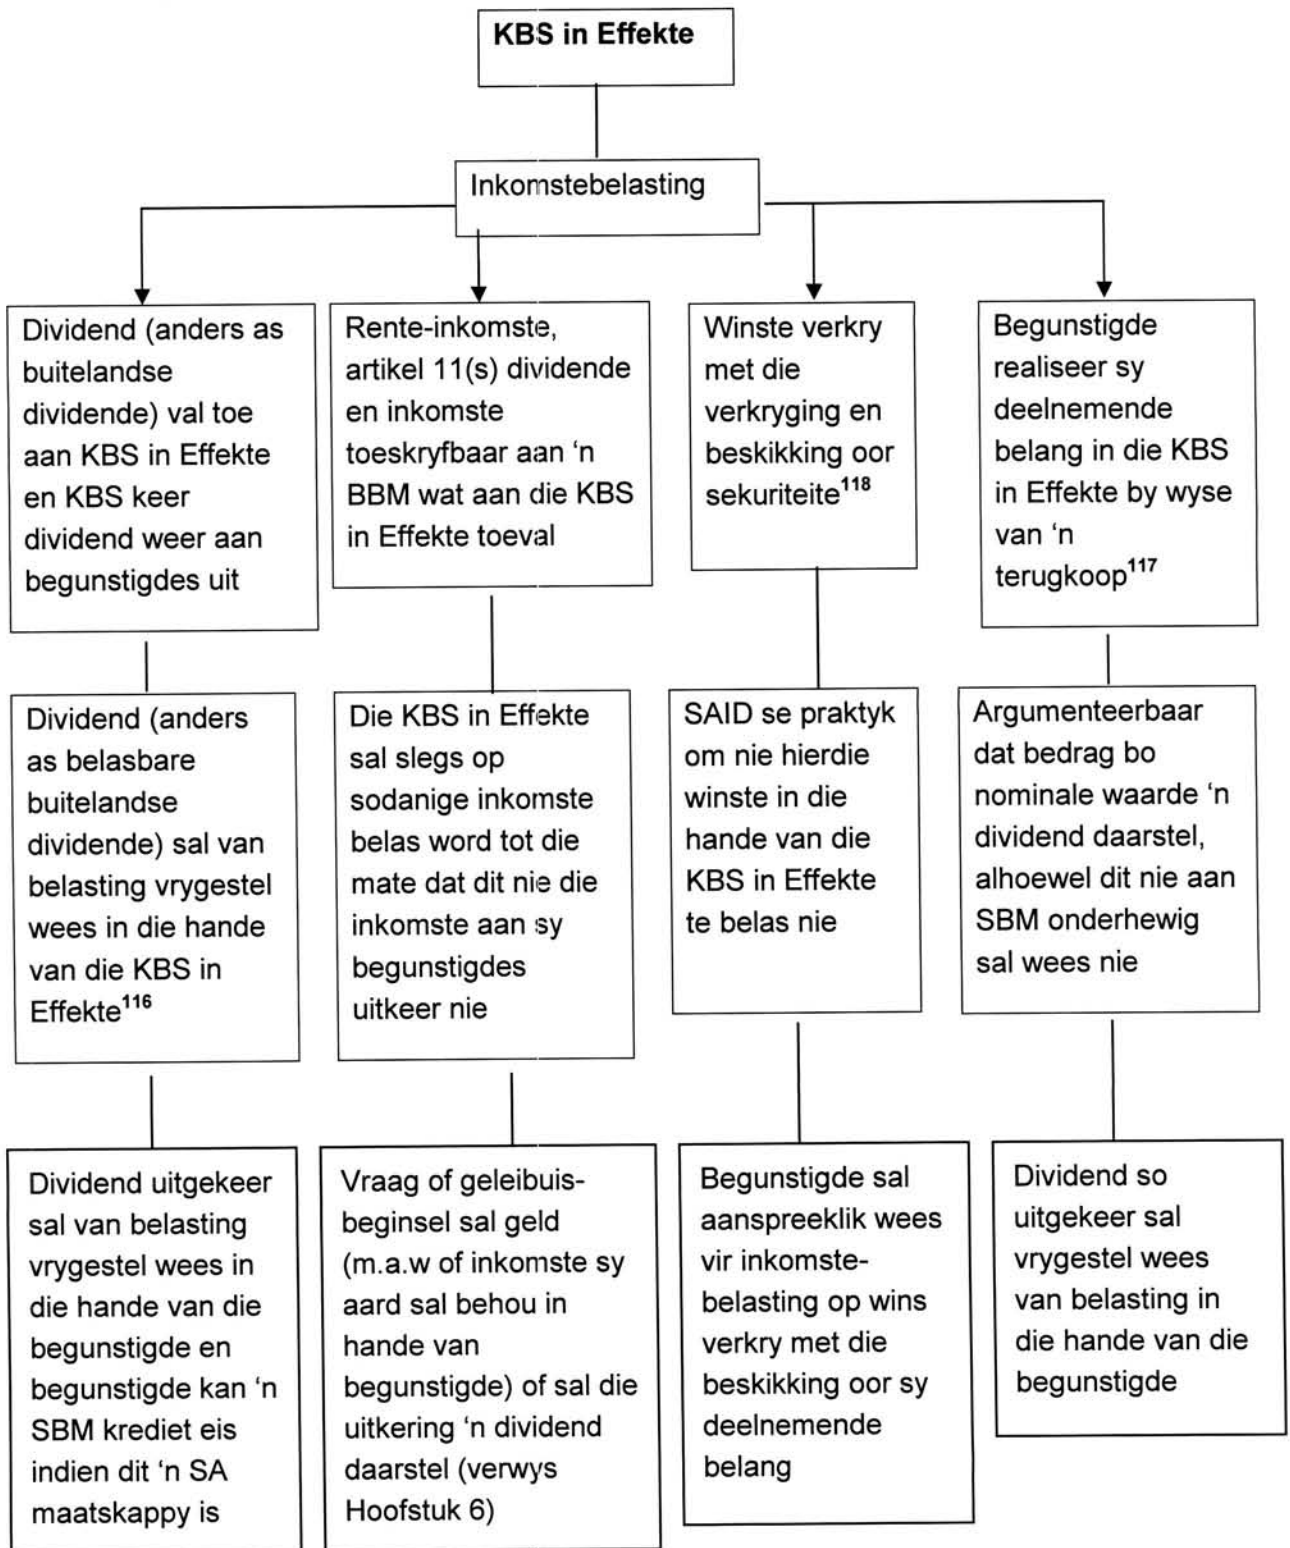 KBS in Effekte
Inkomstebelasting
Dividend (anders as
buitelandse
dividende) val toe
aan KBS in Effekte
en KBS keer
dividend weer aan
begunstigdes uit
Rente-inkomste,
artikel 11(s) dividende
en inkomste
toeskryfbaar aan ‘n
BBM wat aan die KBS
in Effekte toeval
Winste verkry
met die
verkryging en
beskikking oor
sekuriteite118
Begunstigde
realiseer sy
deelnemende
belang in die KBS
in Effekte by wyse
van ‘n
terugkoop117
Dividend (anders
as belasbare
buitelandse
dividende) sal van
belasting vrygestel
wees in die hande
van die KBS in
Effekte116
Die KBS in Effekte
sal slegs op
sodanige inkomste
belas word tot die
mate dat dit nie die
inkomste aan sy
begunstigdes
uitkeer nie
SAID se praktyk
om nie hierdie
winste in die
hande van die
KBS in Effekte
te belas nie
Argumenteerbaar
dat bedrag bo
nominale waarde ‘n
dividend daarstel,
alhoewel dit nie aan
SBM onderhewig
sal wees nie
Dividend uitgekeer
sal van belasting
vrygestel wees in
die hande van die
begunstigde en
begunstigde kan ‘n
SBM krediet eis
indien dit ‘n SA
maatskappy is
Vraag of geleibuis-
beginsel sal geld
(m.a.w of inkomste sy
aard sal behou in
hande van
begunstigde) of sal die
uitkering ‘n dividend
daarstel (verwys
Hoofstuk 6)
Begunstigde sal
aanspreeklik wees
vir inkomste-
belasting op wins
verkry met die
beskikking oor sy
deelnemende
belang
Dividend so
uitgekeer sal
vrygestel wees
van belasting in
die hande van die
begunstigde